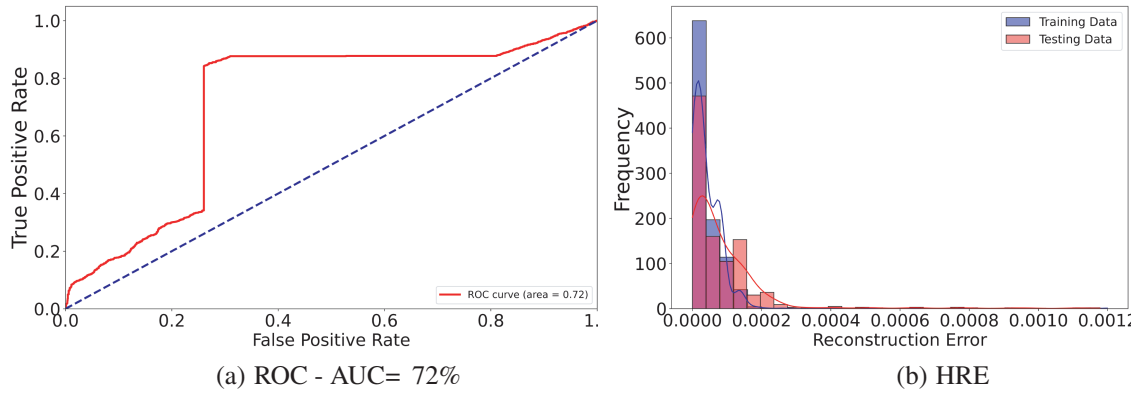 True Positive Rate
1.0
0.8
0.6
0.4
0.2
0.0
0.0 0.2 0.4 0.6 0.8 1.
False Positive Rate
ROC curve (area = 0.72)
(a) ROC - AUC= 72%
Frequency
600
500
400
300
200
100
0
0.0000 0.0002 0.0004 0.0006 0.0008 0.0010 0.0012
Reconstruction Error
Training Data
Testing Data
(b) HRE